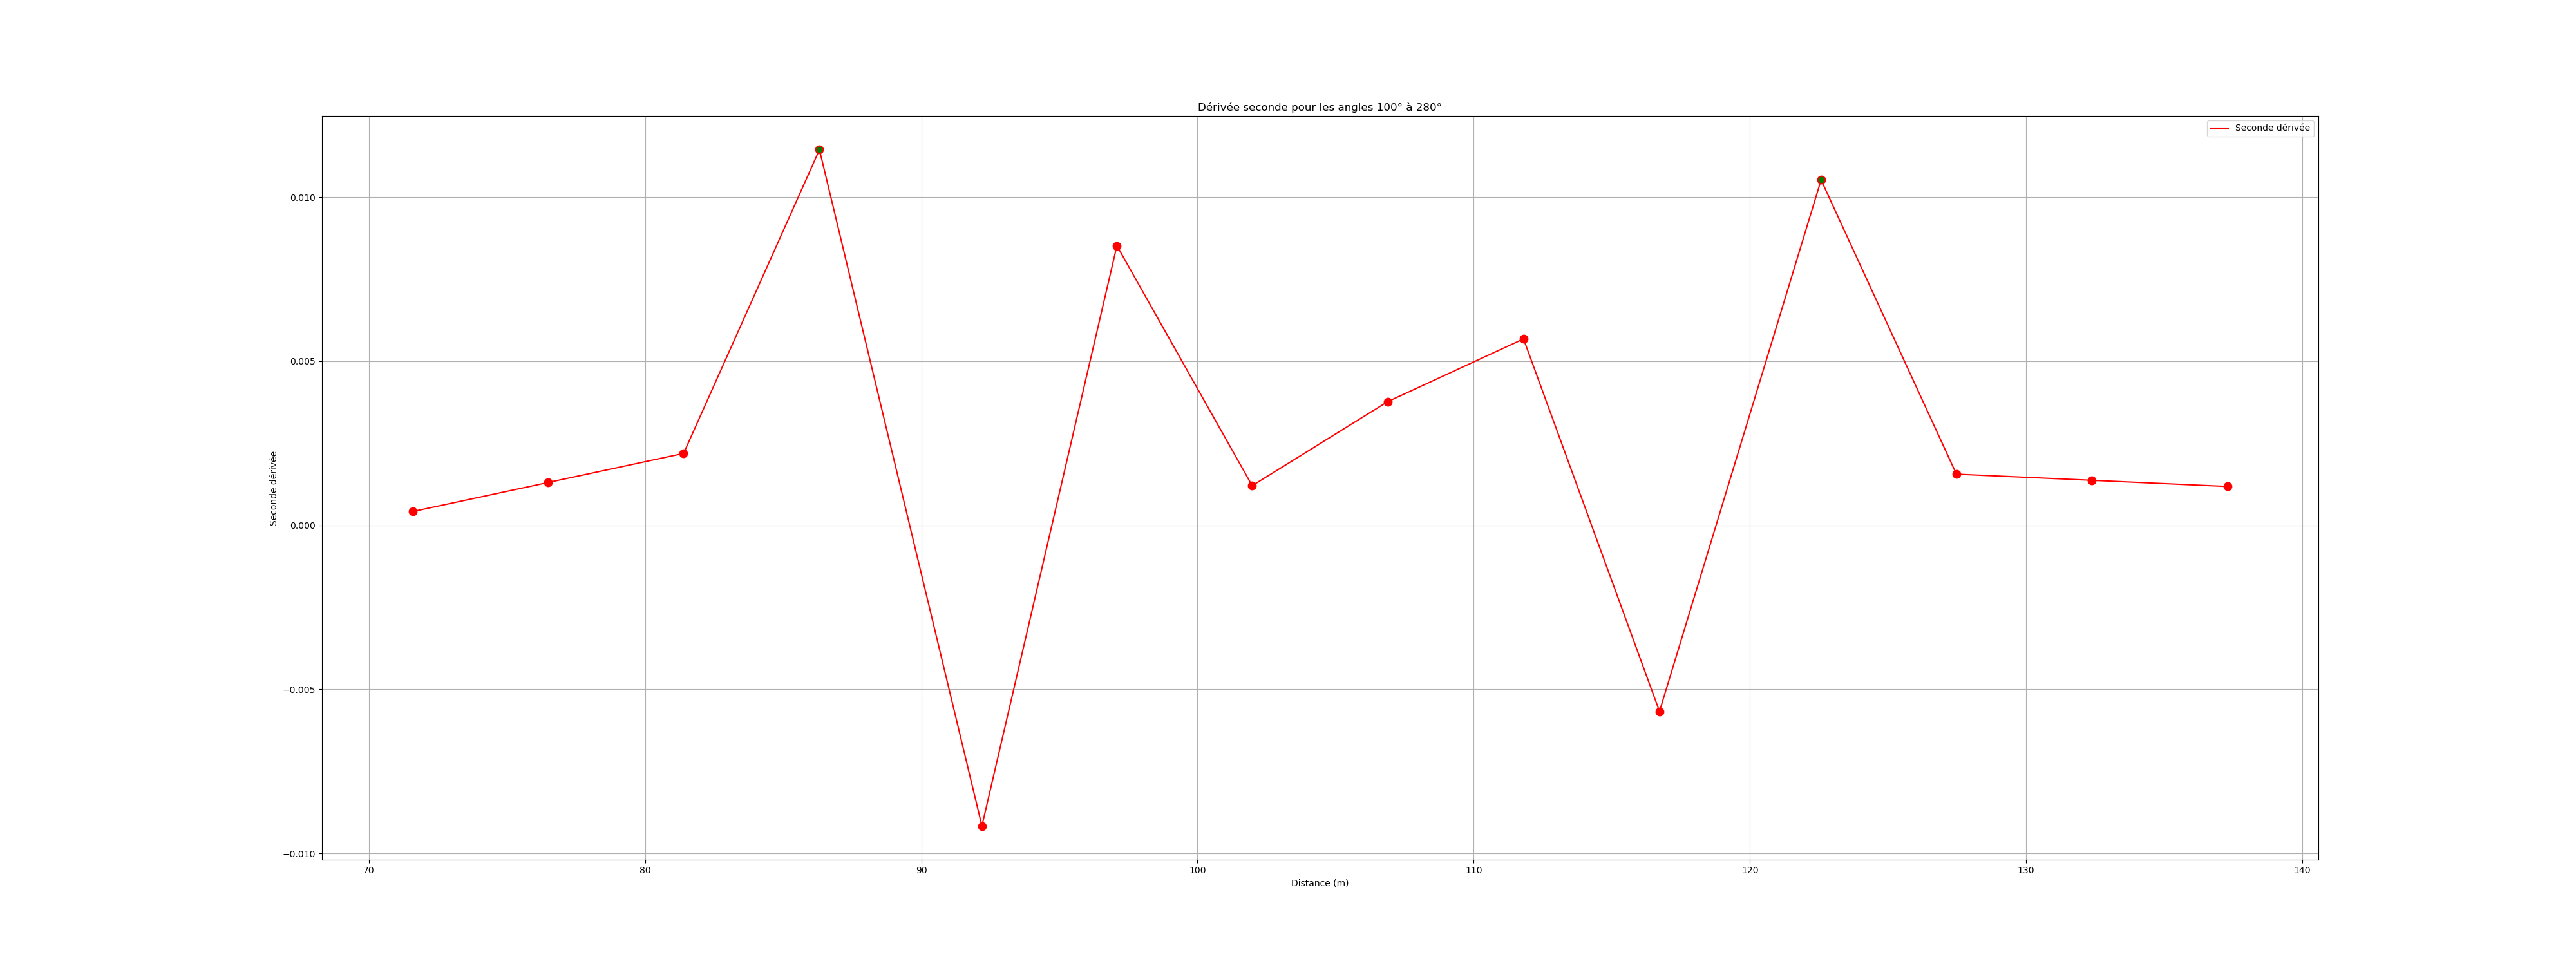 Dérivée seconde pour les angles 100° à 280°
Seconde dérivée
0.010
0.005
0.000
−0.005
−0.010
Seconde dérivée
70 80 90 100 110 120 130 140
Distance (m)